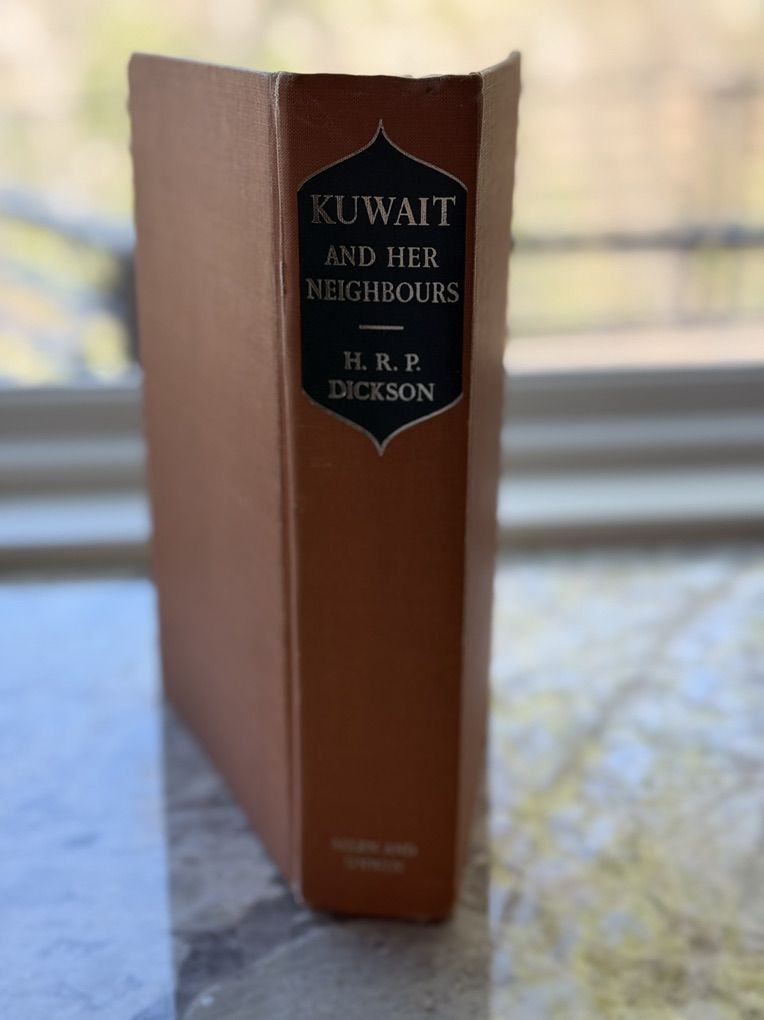 KUWAIT
AND HER
NEIGHBOURS
H. R. P.
DICKSON